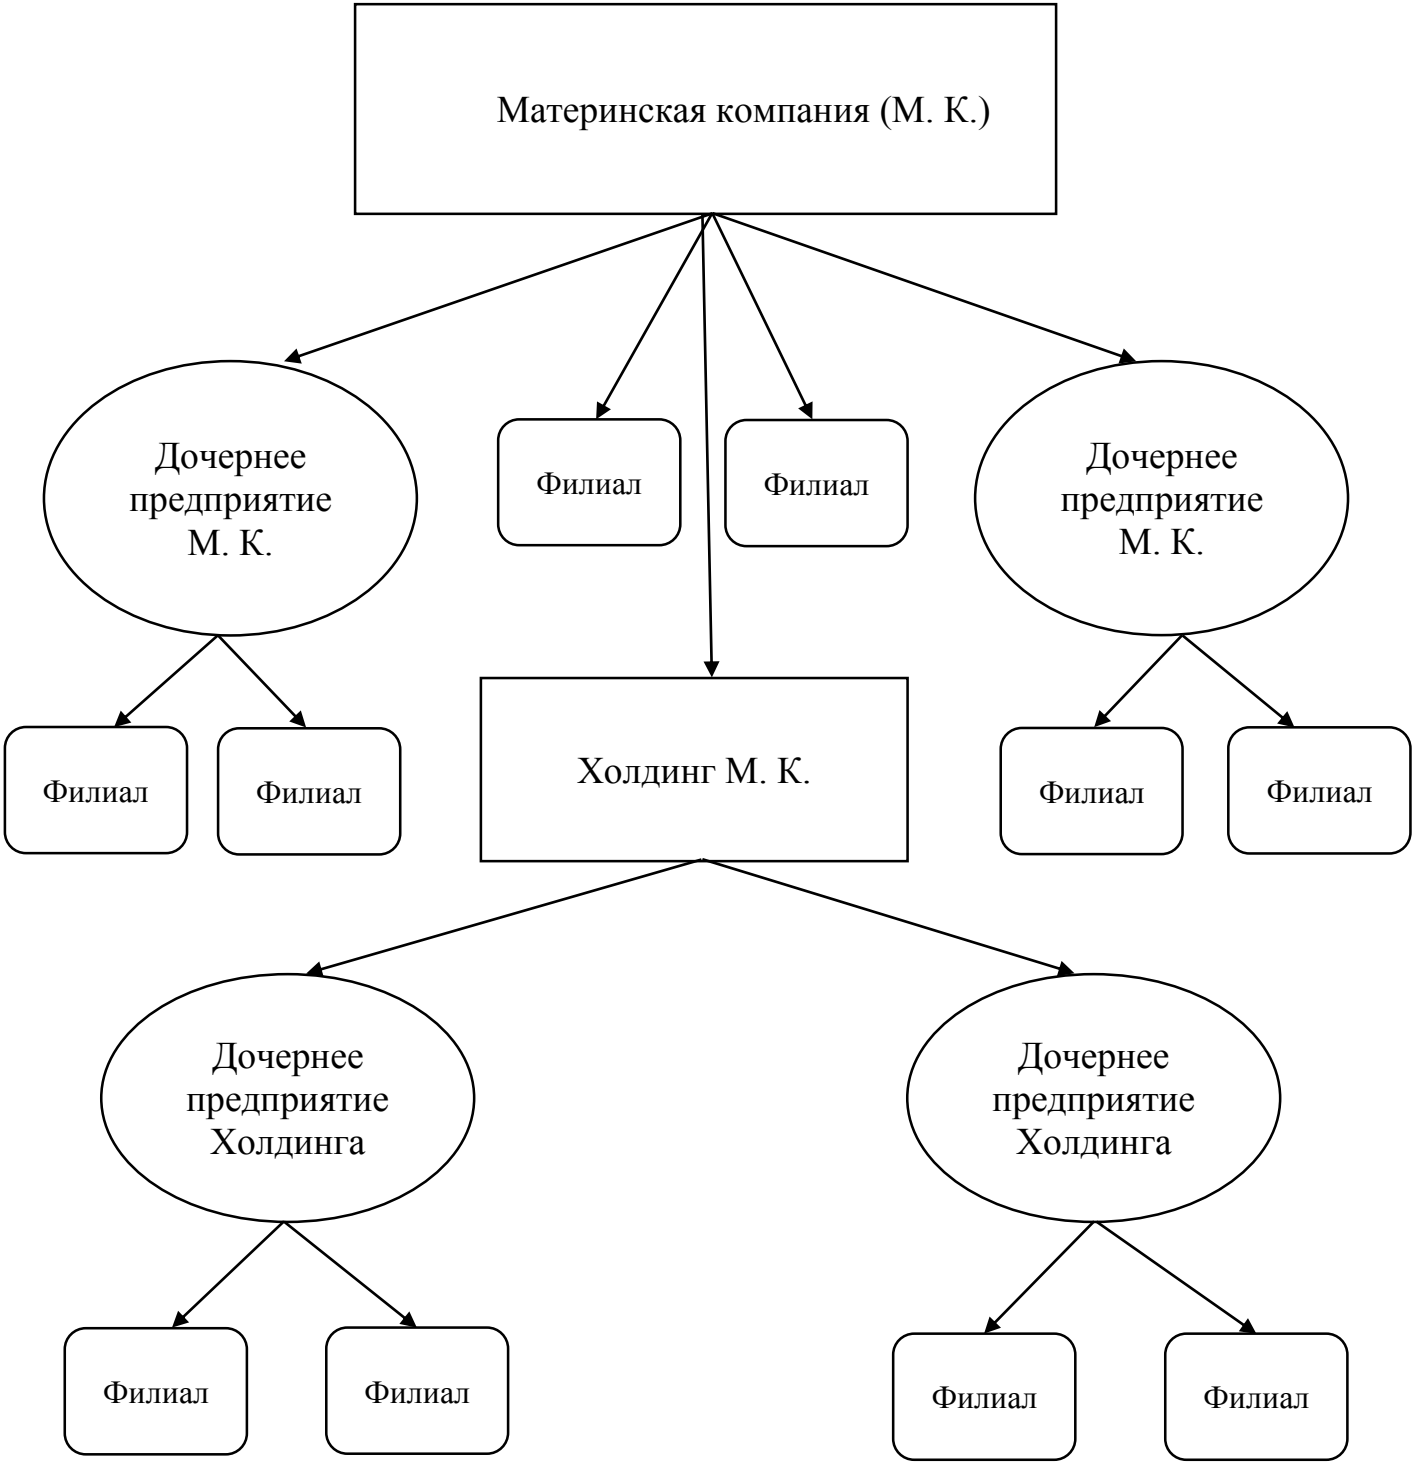 Материнская компания (М. К.)
Дочернее
предприятие
М. К.
Филиал
Филиал
Дочернее
предприятие
М. К.
Филиал
Филиал
Холдинг М. К.
Филиал
Филиал
Дочернее
предприятие
Холдинга
Дочернее
предприятие
Холдинга
Филиал
Филиал
Филиал
Филиал